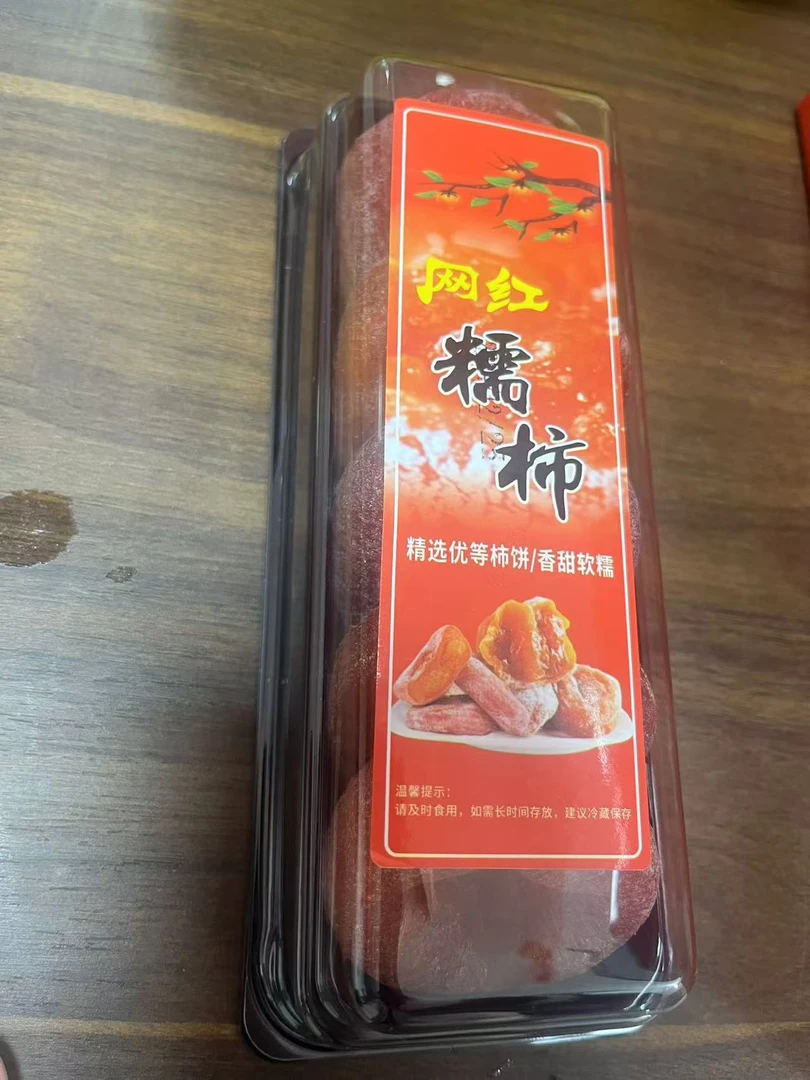 网红
糯
柿
精选优等柿饼/香甜软糯
温馨提示：
请及时食用，如需长时间存放，建议冷藏保存